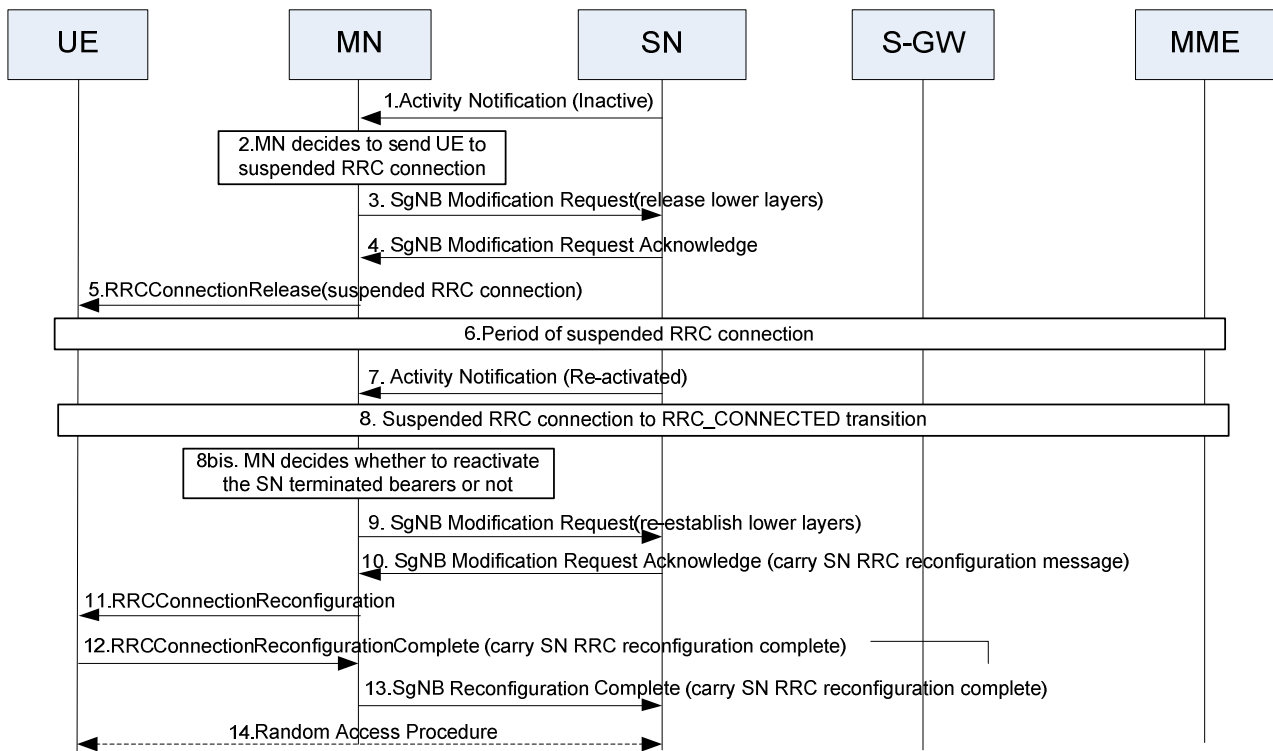 UE
MN
SN
S-GW
MME
1.Activity Notification (Inactive)
2.MN decides to send UE to
suspended RRC connection
3. SgNB Modification Request(release lower layers)
4. SgNB Modification Request Acknowledge
5.RRCConnectionRelease(suspended RRC connection)
6.Period of suspended RRC connection
7. Activity Notification (Re-activated)
8. Suspended RRC connection to RRC_CONNECTED transition
8bis. MN decides whether to reactivate
the SN terminated bearers or not
9. SgNB Modification Request(re-establish lower layers)
10. SgNB Modification Request Acknowledge (carry SN RRC reconfiguration message)
11.RRCConnectionReconfiguration
12.RRCConnectionReconfigurationComplete (carry SN RRC reconfiguration complete)
13.SgNB Reconfiguration Complete (carry SN RRC reconfiguration complete)
14.Random Access Procedure